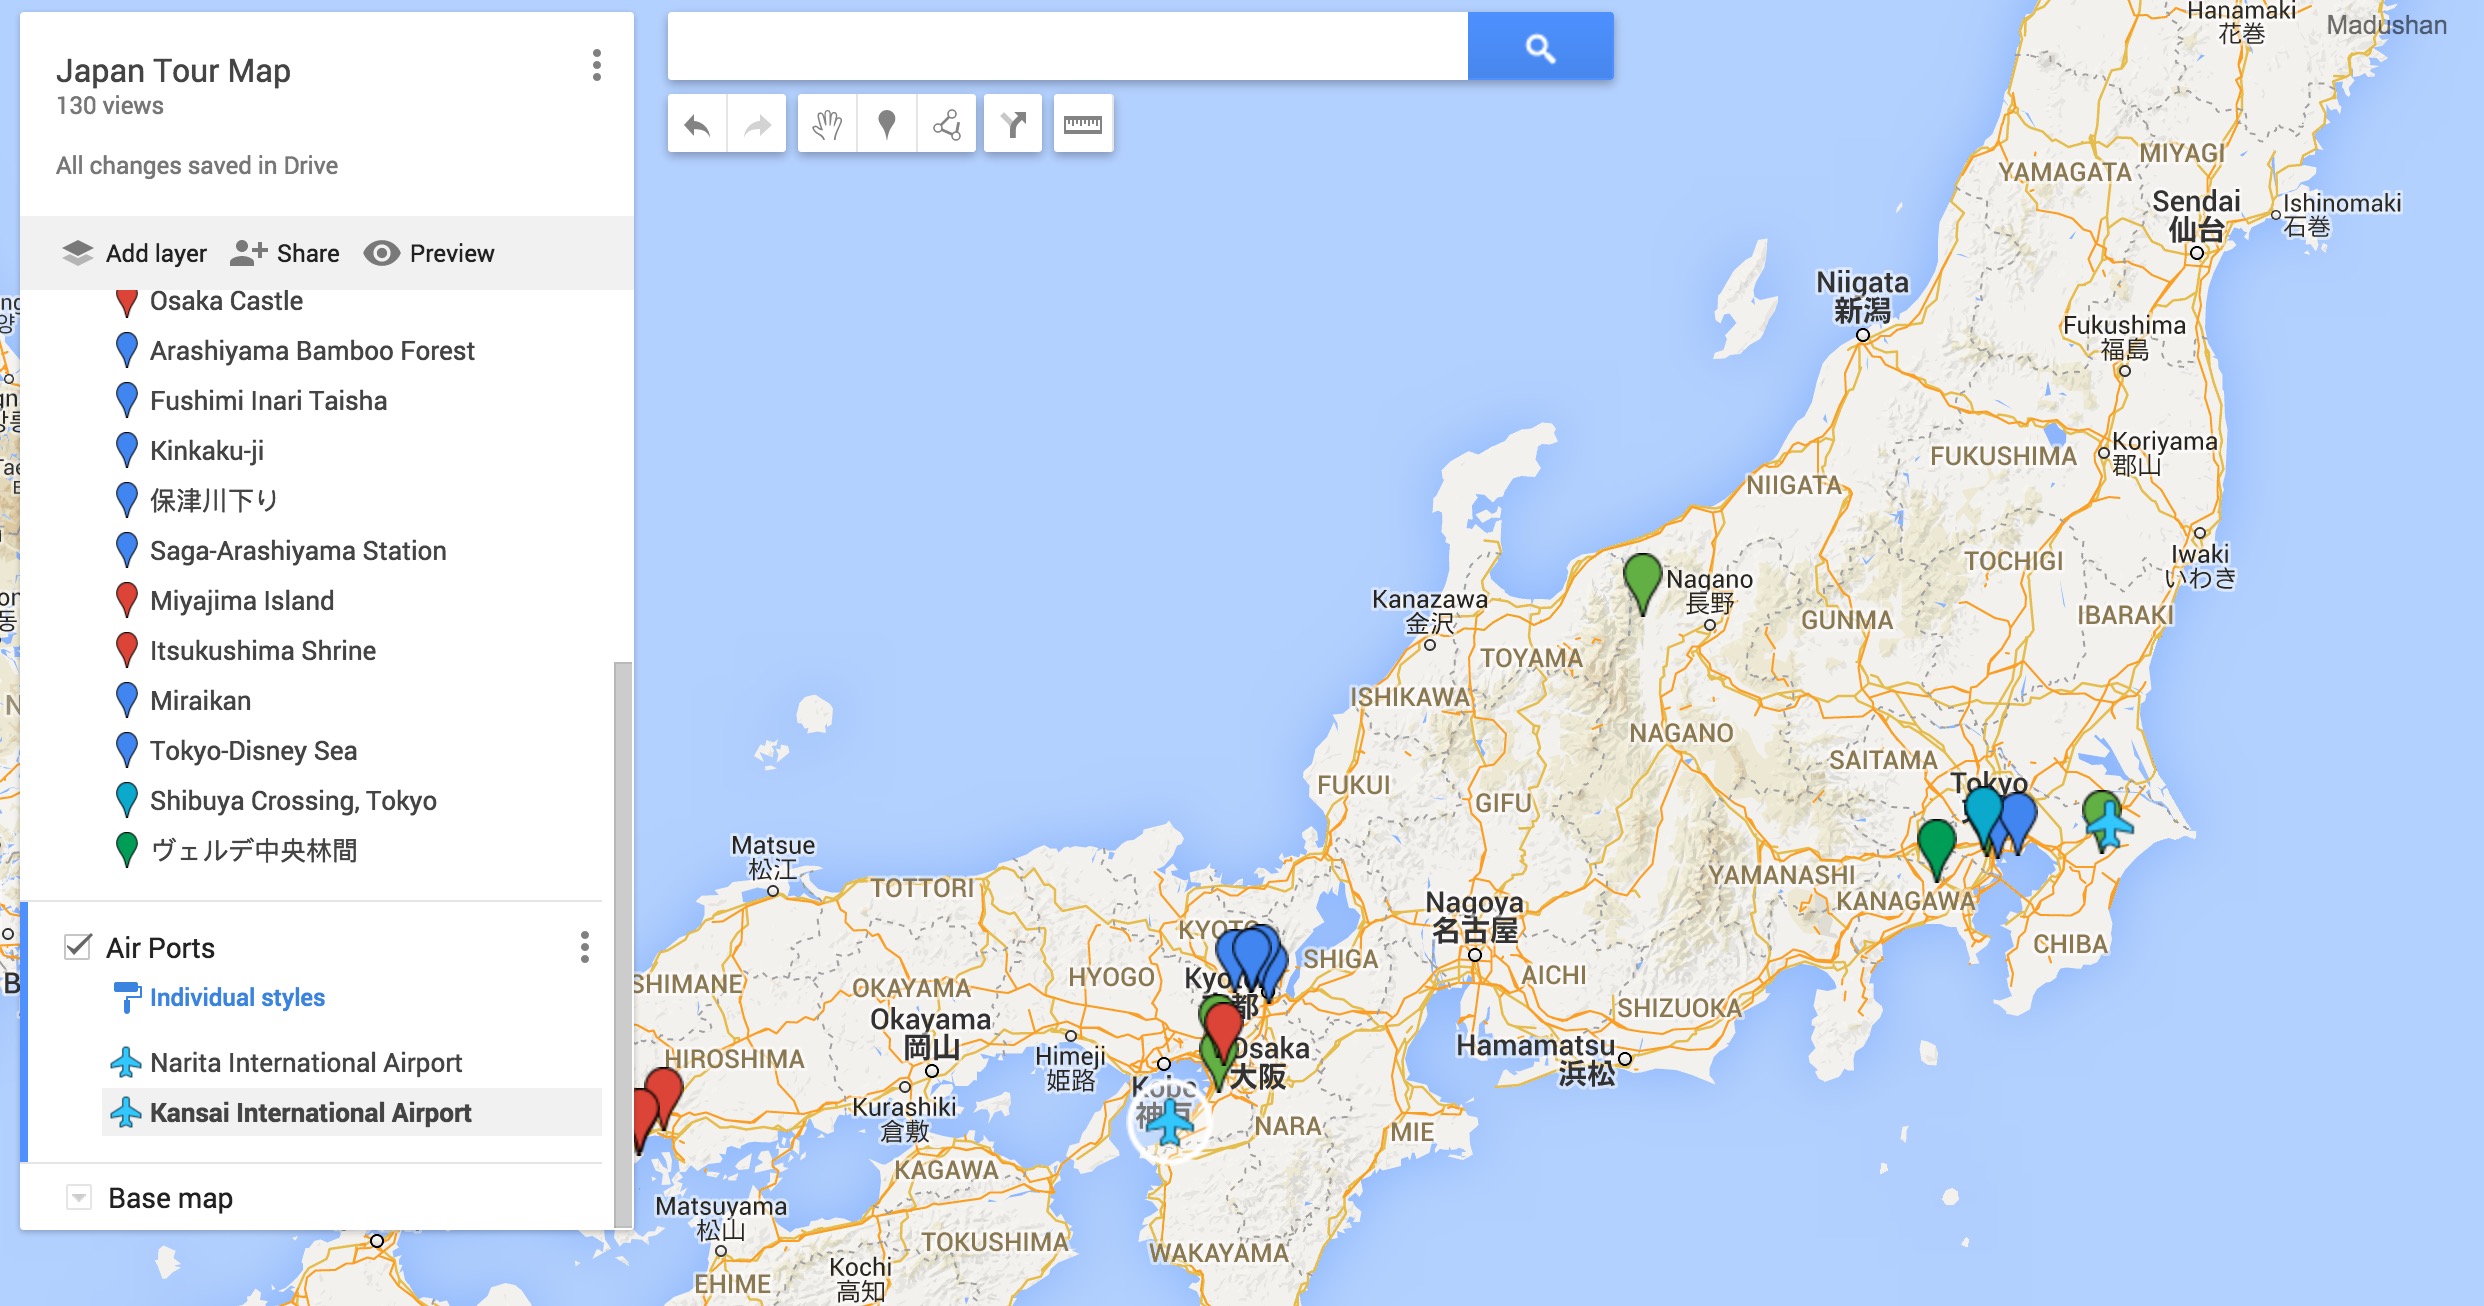 Japan Tour Map
130 views
All changes saved in Drive
Add layer
Share
Preview
Osaka Castle
Arashiyama Bamboo Forest
Fushimi Inari Taisha
Kinkaku-ji
保津川下り
Saga-Arashiyama Station
Miyajima Island
Itsukushima Shrine
Miraikan
Tokyo-Disney Sea
Shibuya Crossing, Tokyo
ヴェルデ中央林間
Air Ports
Individual styles
Narita International Airport
Kansai International Airport
Base map
Hanamaki
花巻
Madushan
YAMAGATA
MIYAGI
Sendai
仙台
Ishinomaki
石巻
Niigata
新潟
Fukushima
福島
Koriyama
郡山
FUKUSHIMA
NIIGATA
Iwaki
いわき
TOCHIGI
IBARAKI
GUNMA
Nagano
長野
Kanazawa
金沢
TOYAMA
ISHIKAWA
NAGANO
SAITAMA
FUKUI
GIFU
Tokyo
YAMANASHI
KANAGAWA
CHIBA
Matsue
松江
TOTTORI
Nagoya
名古屋
KYOTO
SHIGA
AICHI
SHIZUOKA
SHIMANE
OKAYAMA
HYOGO
Kyoto
都
Okayama
岡山
Himeji
姫路
Osaka
大阪
Hamamatsu
浜松
HIROSHIMA
Kobe
神戸
Kurashiki
倉敷
NARA
MIE
KAGAWA
Matsuyama
松山
TOKUSHIMA
WAKAYAMA
EHIME
Kochi
高知